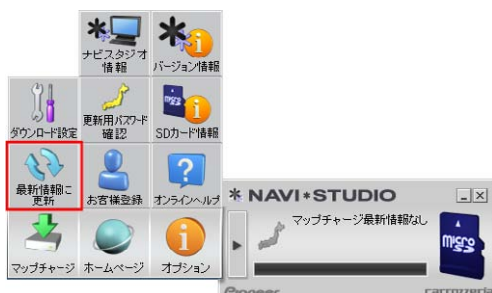 ナビスタジオ
情報
バージョン情報
ダウンロード設定
更新用パスワード
確認
SDカード情報
最新情報に
更新
お客様登録
オンラインヘルプ
マップチャージ
ホームページ
オプション
NAVI*STUDIO
マップチャージ最新情報なし
Pioneer
carrozzeria